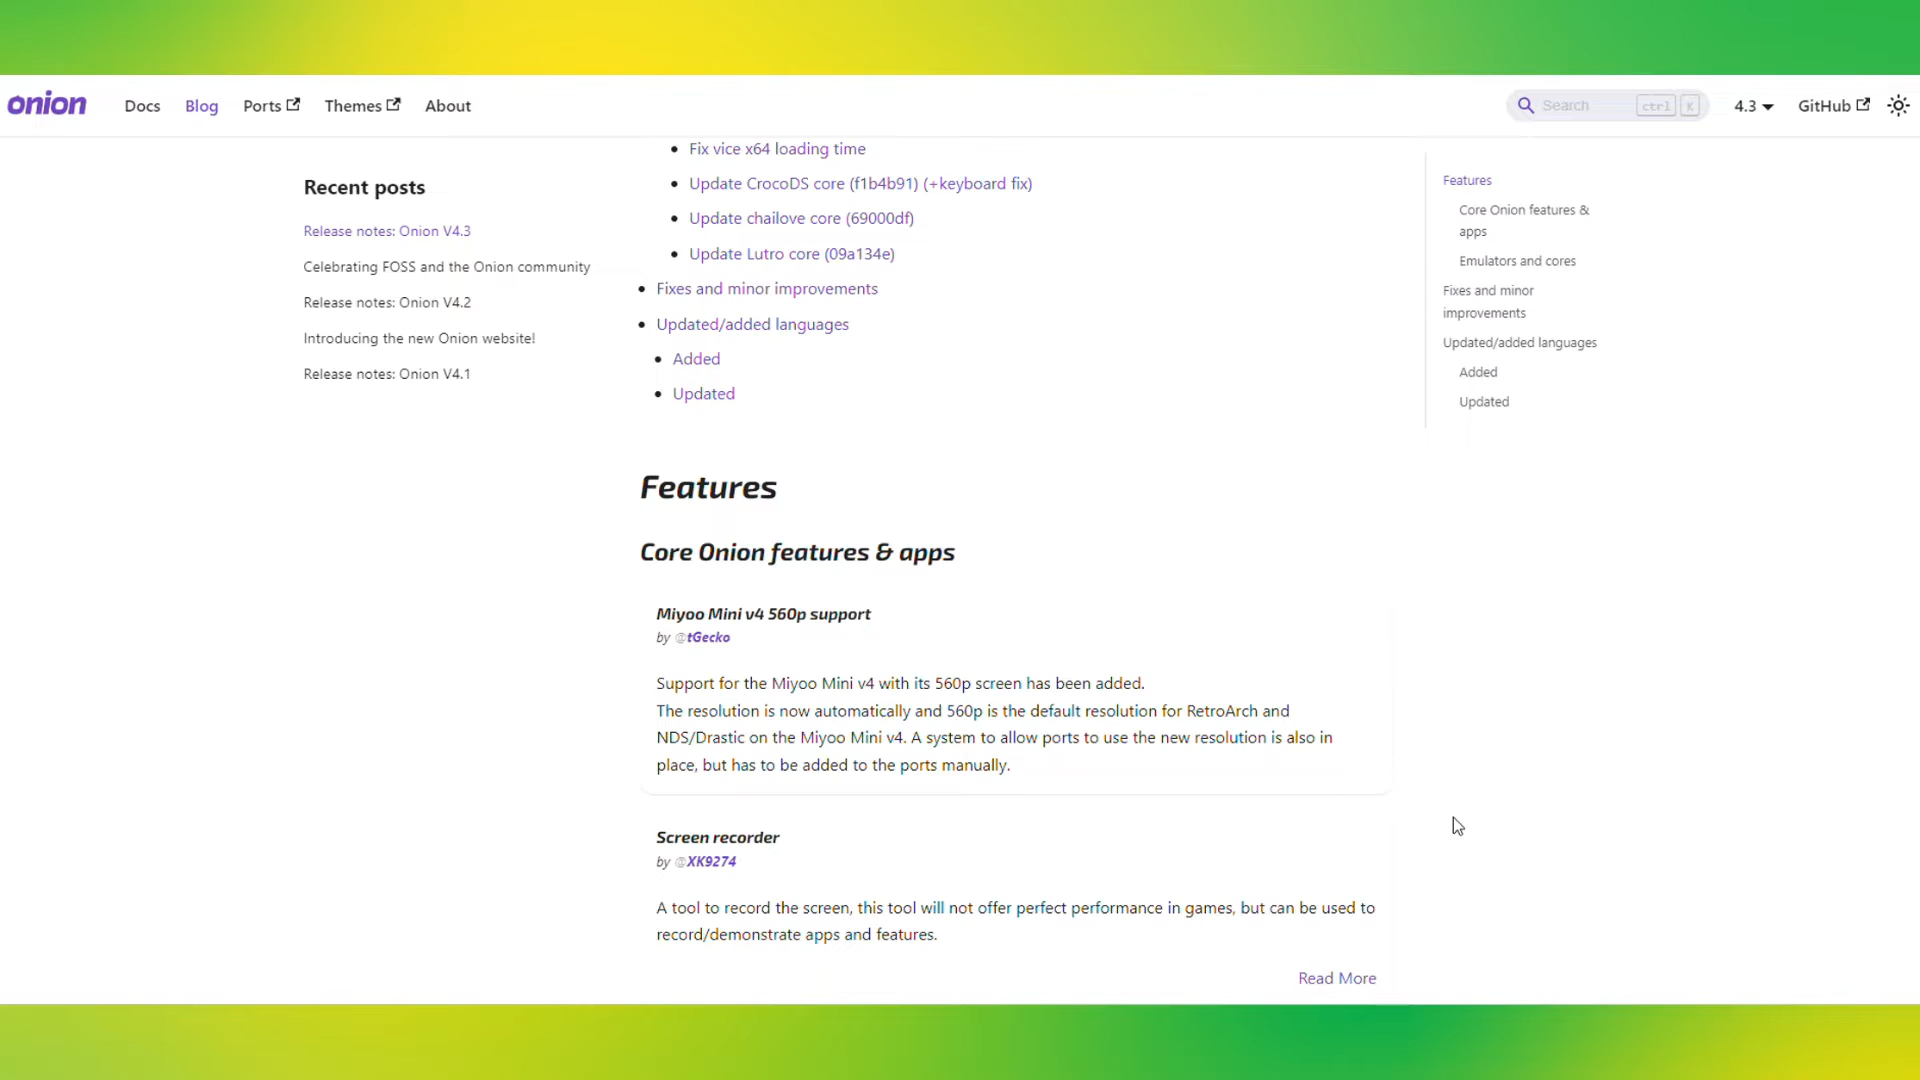 onion
Docs
Blog
Ports
Themes
About
Search
ctrl
K
4.3
GitHub
Recent posts
Release notes: Onion V4.3
Celebrating FOSS and the Onion community
Release notes: Onion V4.2
Introducing the new Onion website!
Release notes: Onion V4.1
Fix vice x64 loading time
Update CrocoDS core (f1b4b91) (+keyboard fix)
Update chailove core (69000df)
Update Lutro core (09a134e)
Fixes and minor improvements
Updated/added languages
Added
Updated
Features
Core Onion features & apps
Miyoo Mini v4 560p support
by @tGecko
Support for the Miyoo Mini v4 with its 560p screen has been added.
The resolution is now automatically and 560p is the default resolution for RetroArch and
NDS/Drastic on the Miyoo Mini v4. A system to allow ports to use the new resolution is also in
place, but has to be added to the ports manually.
Screen recorder
by @XK9274
A tool to record the screen, this tool will not offer perfect performance in games, but can be used to
record/demonstrate apps and features.
Read More
Features
Core Onion features &
apps
Emulators and cores
Fixes and minor
improvements
Updated/added languages
Added
Updated